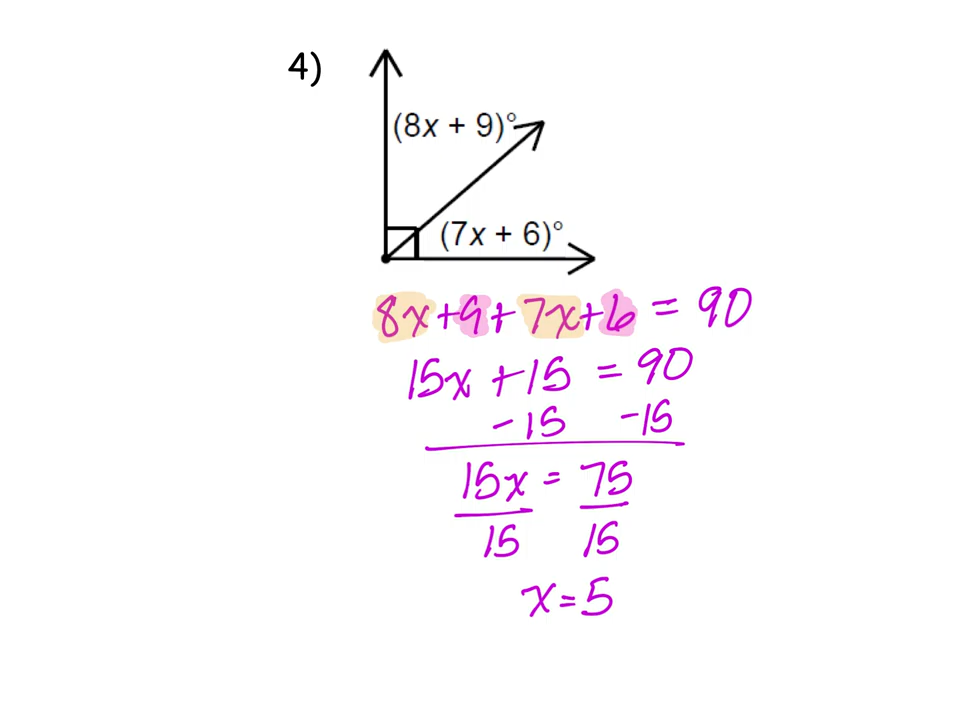 4)
(8x + 9)°
(7x + 6)°
8x+9+7x+6 = 90
15x +15 = 90
-15 -15
15x = 75
15 15
x=5